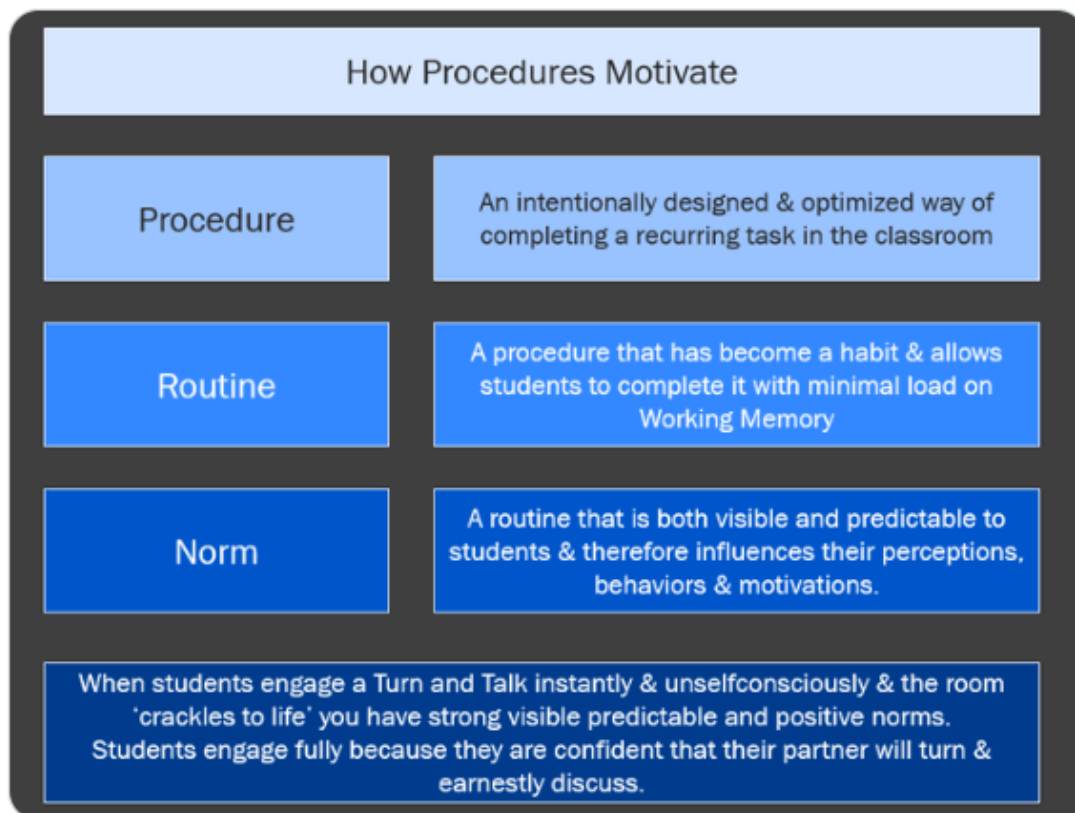 How Procedures Motivate
Procedure
An intentionally designed & optimized way of
completing a recurring task in the classroom
Routine
A procedure that has become a habit & allows
students to complete it with minimal load on
Working Memory
Norm
A routine that is both visible and predictable to
students & therefore influences their perceptions,
behaviors & motivations.
When students engage a Turn and Talk instantly & unselfconsciously & the room
‘crackles to life’ you have strong visible predictable and positive norms.
Students engage fully because they are confident that their partner will turn &
earnestly discuss.